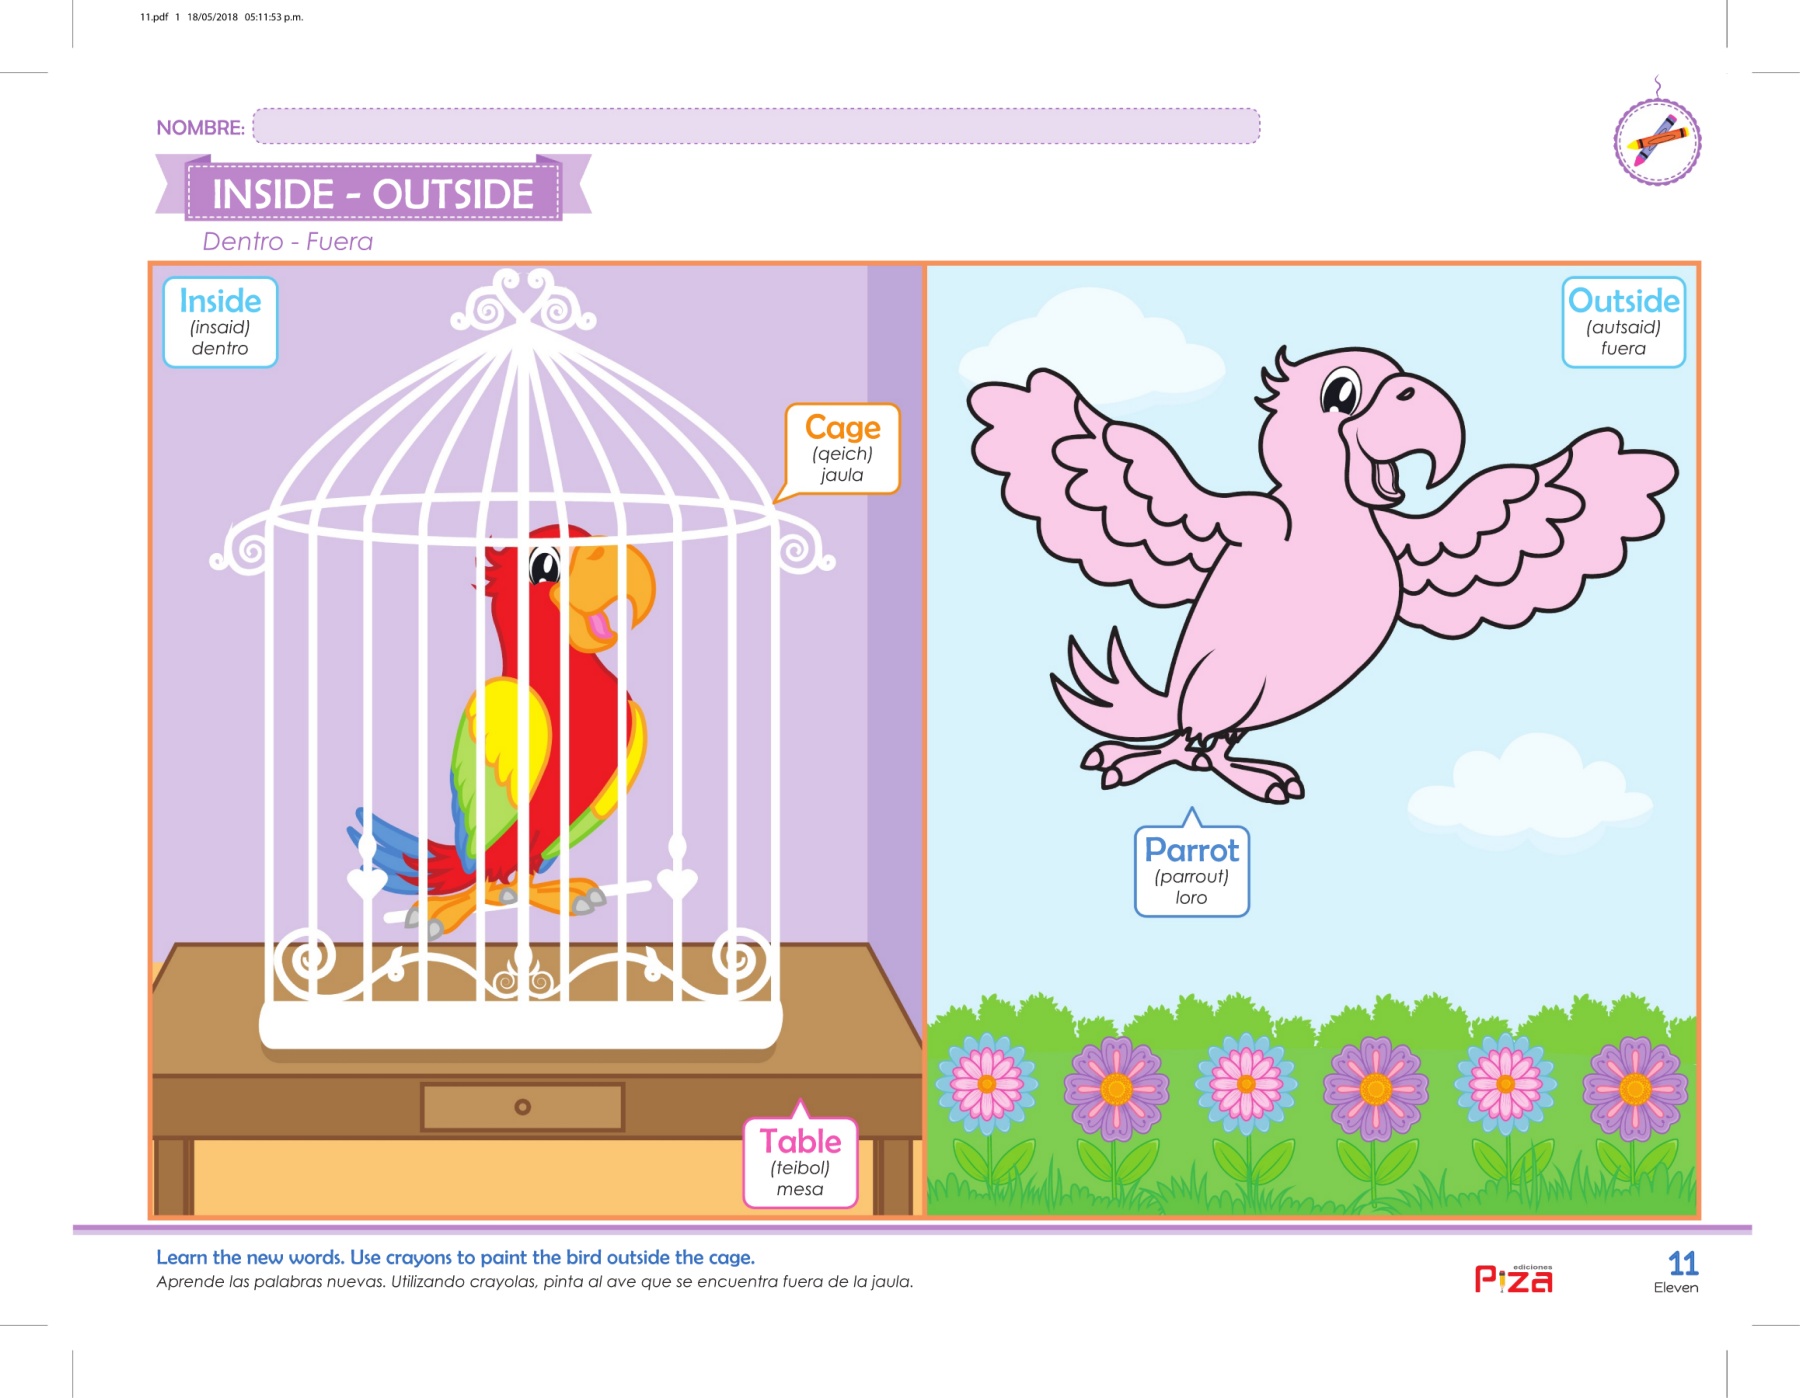 11.pdf 1 18/05/2018 05:11:53 p.m.
NOMBRE:
INSIDE - OUTSIDE
Dentro - Fuera
Inside
(insaid)
dentro
Cage
(qeich)
jaula
Table
(teibol)
mesa
Outside
(autsaid)
fuera
Parrot
(parrout)
loro
Learn the new words. Use crayons to paint the bird outside the cage.
Aprende las palabras nuevas. Utilizando crayolas, pinta al ave que se encuentra fuera de la jaula.
ediciones
Piza
11
Eleven